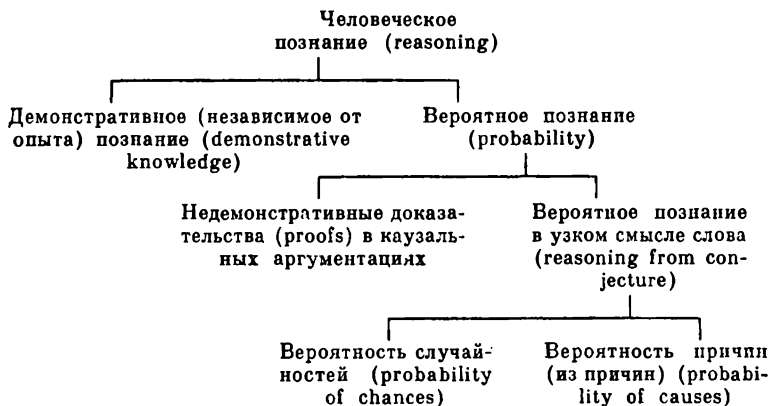 Человеческое
познание (reasoning)
Демонстративное (независимое от
опыта) познание (demonstrative
knowledge)
Вероятное познание
(probability)
Недемонстративные доказа-
тельства (proofs) в каузаль-
ных аргументациях
Вероятное познание
в узком смысле слова
(reasoning from con-
jecture)
Вероятность случай-
ностей (probability
of chances)
Вероятность причин
(из причин) (probabi-
lity of causes)